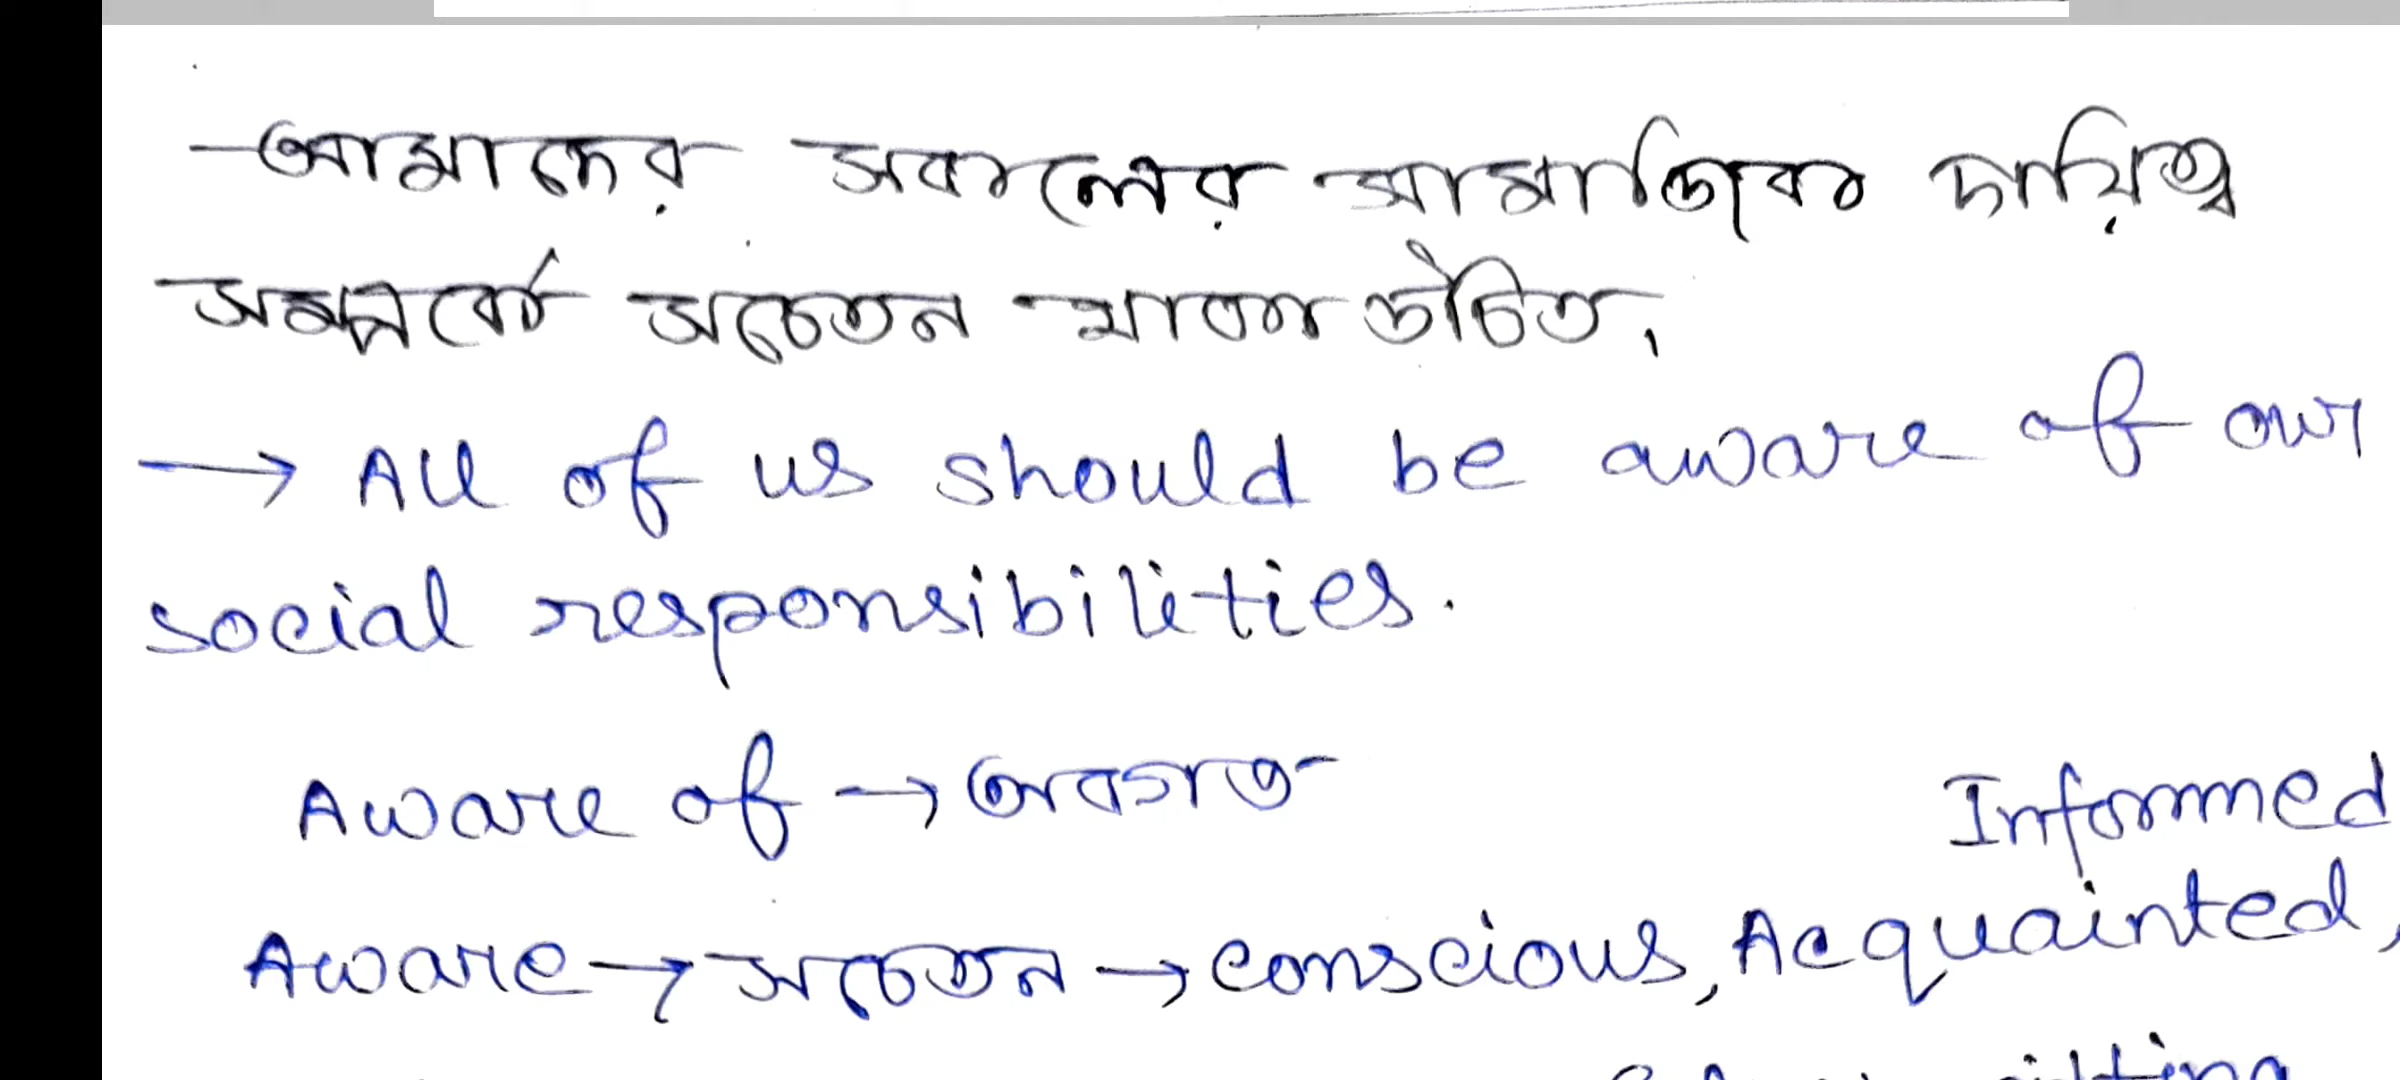 আমাদের সকলের সামাজিক দায়িত্ব
সম্পর্কে সচেতন থাকা উচিত।
→ All of us should be aware of our
social responsibilities.
Aware of → অবগত
Informed
Aware → সচেতন → conscious, Acquainted,